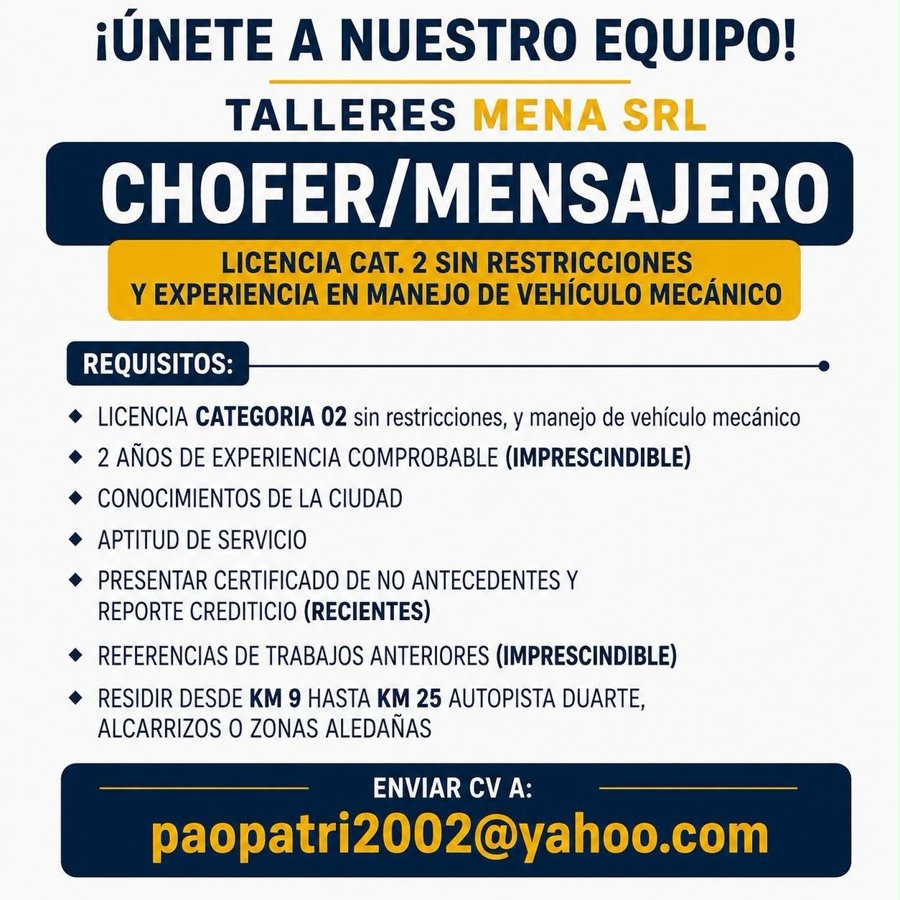 ¡ÚNETE A NUESTRO EQUIPO!
TALLERES MENA SRL
CHOFER/MENSAJERO
LICENCIA CAT. 2 SIN RESTRICCIONES
Y EXPERIENCIA EN MANEJO DE VEHÍCULO MECÁNICO
REQUISITOS:
LICENCIA CATEGORIA 02 sin restricciones, y manejo de vehículo mecánico
2 AÑOS DE EXPERIENCIA COMPROBABLE (IMPRESCINDIBLE)
CONOCIMIENTOS DE LA CIUDAD
APTITUD DE SERVICIO
PRESENTAR CERTIFICADO DE NO ANTECEDENTES Y
REPORTE CREDITICIO (RECIENTES)
REFERENCIAS DE TRABAJOS ANTERIORES (IMPRESCINDIBLE)
RESIDIR DESDE KM 9 HASTA KM 25 AUTOPISTA DUARTE,
ALCARRIZOS O ZONAS ALEDAÑAS
ENVIAR CV A:
paopatri2002@yahoo.com